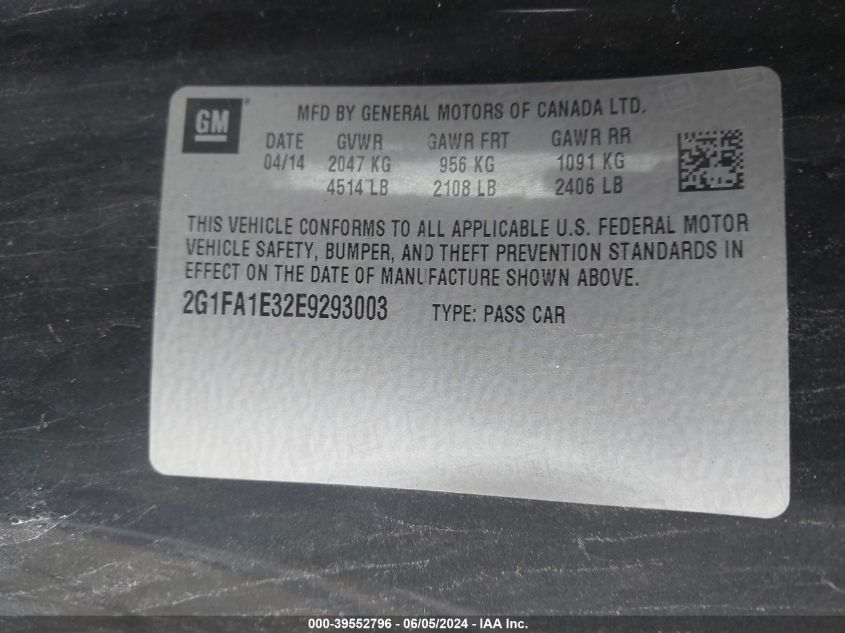 GM
MFD BY GENERAL MOTORS OF CANADA LTD.
DATE GVWR GAWR FRT GAWR RR
04/14 2047 KG 956 KG 1091 KG
4514 LB 2108 LB 2406 LB
THIS VEHICLE CONFORMS TO ALL APPLICABLE U.S. FEDERAL MOTOR
VEHICLE SAFETY, BUMPER, AND THEFT PREVENTION STANDARDS IN
EFFECT ON THE DATE OF MANUFACTURE SHOWN ABOVE.
2G1FA1E32E9293003 TYPE: PASS CAR
000-39552796 - 06/05/2024 - IAA Inc.